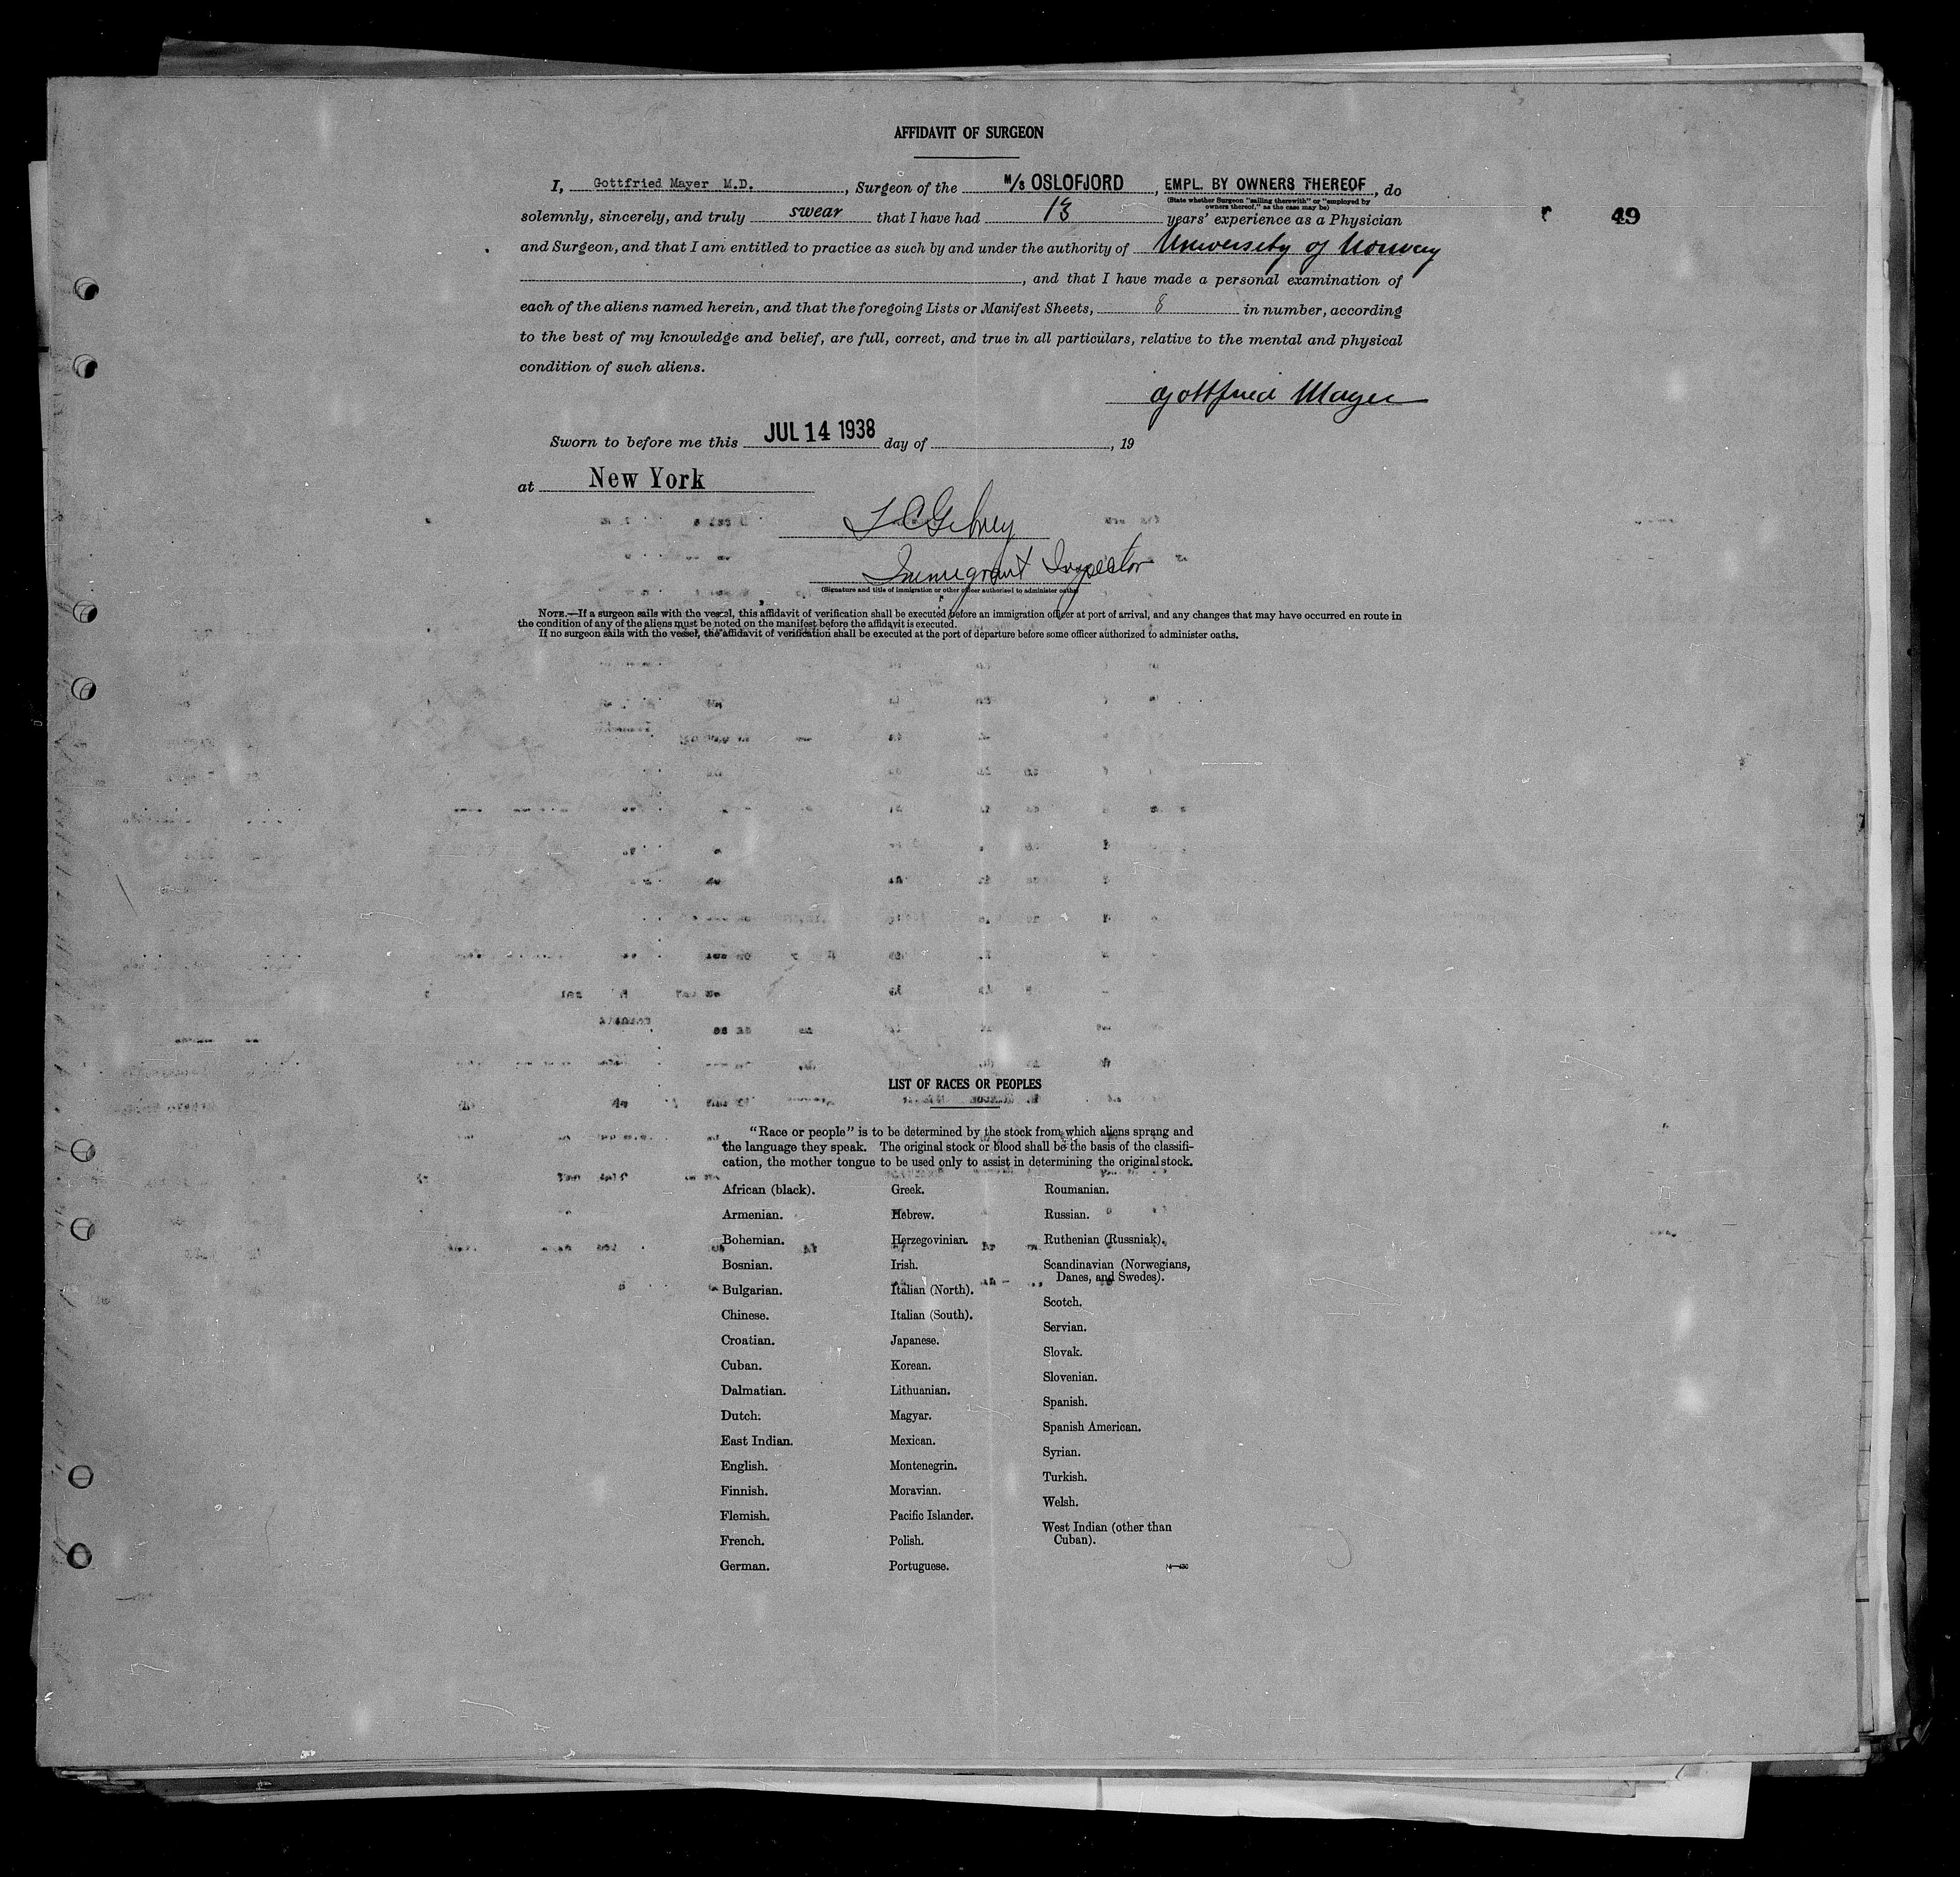 AFFIDAVIT OF SURGEON
I, Gottfried Mayer M.D., Surgeon of the M/S OSLOFJORD, EMPL. BY OWNERS THEREOF, do
(State whether Surgeon "sailing therewith" or "employed by
owners thereof," as the case may be)
solemnly, sincerely, and truly swear that I have had 13 years' experience as a Physician
49
and Surgeon, and that I am entitled to practice as such by and under the authority of University of Norway
, and that I have made a personal examination of
each of the aliens named herein, and that the foregoing Lists or Manifest Sheets, 8 in number, according
to the best of my knowledge and belief, are full, correct, and true in all particulars, relative to the mental and physical
condition of such aliens.
Gottfried Mayer
Sworn to before me this JUL 14 1938 day of , 19
at New York
Immigrant Inspector
(Signature and title of immigration or other officer authorized to administer oaths)
NOTE.—If a surgeon sails with the vessel, this affidavit of verification shall be executed before an immigration officer at port of arrival, and any changes that may have occurred en route in
the condition of any of the aliens must be noted on the manifest before the affidavit is executed.
If no surgeon sails with the vessel, the affidavit of verification shall be executed at the port of departure before some officer authorized to administer oaths.
LIST OF RACES OR PEOPLES
"Race or people" is to be determined by the stock from which aliens sprang and
the language they speak. The original stock or blood shall be the basis of the classifi-
cation, the mother tongue to be used only to assist in determining the original stock.
African (black).
Armenian.
Bohemian.
Bosnian.
Bulgarian.
Chinese.
Croatian.
Cuban.
Dalmatian.
Dutch.
East Indian.
English.
Finnish.
Flemish.
French.
German.
Greek.
Hebrew.
Herzegovinian.
Irish.
Italian (North).
Italian (South).
Japanese.
Korean.
Lithuanian.
Magyar.
Mexican.
Montenegrin.
Moravian.
Pacific Islander.
Polish.
Portuguese.
Roumanian.
Russian.
Ruthenian (Russniak).
Scandinavian (Norwegians,
Danes, and Swedes).
Scotch.
Servian.
Slovak.
Slovenian.
Spanish.
Spanish American.
Syrian.
Turkish.
Welsh.
West Indian (other than
Cuban).